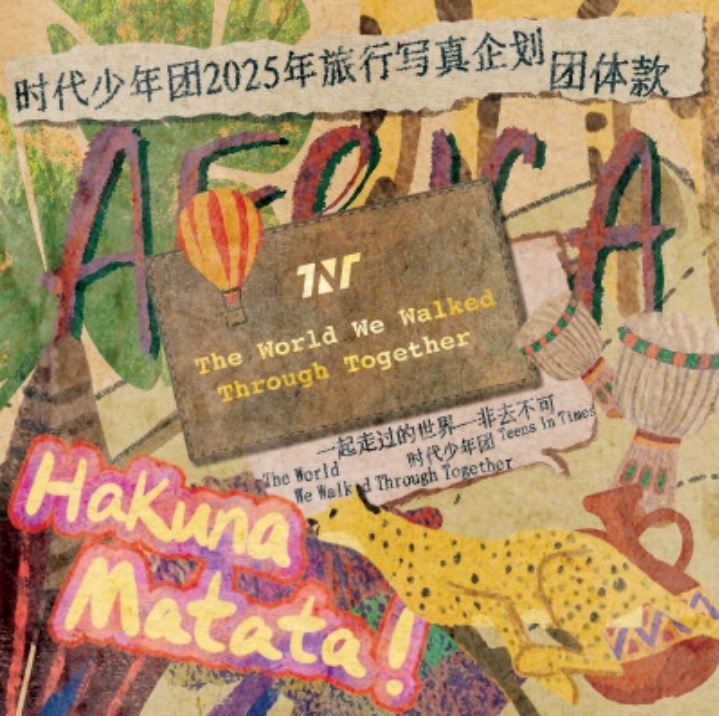 时代少年团2025年旅行写真企划团体款
AFRICA
TNT
The World We Walked
Through Together
一起走过的世界—非去不可
时代少年团 Teens in Times
The World
We Walked Through Together
Hakuna
Matata!